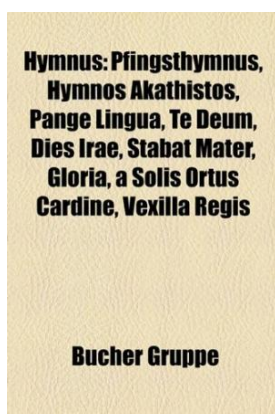 Hymnus: Pfingsthymnus,
Hymnos Akathistos,
Pange Lingua, Te Deum,
Dies Irae, Stabat Mater,
Gloria, a Solis Ortus
Cardine, Vexilla Regis
Bucher Gruppe